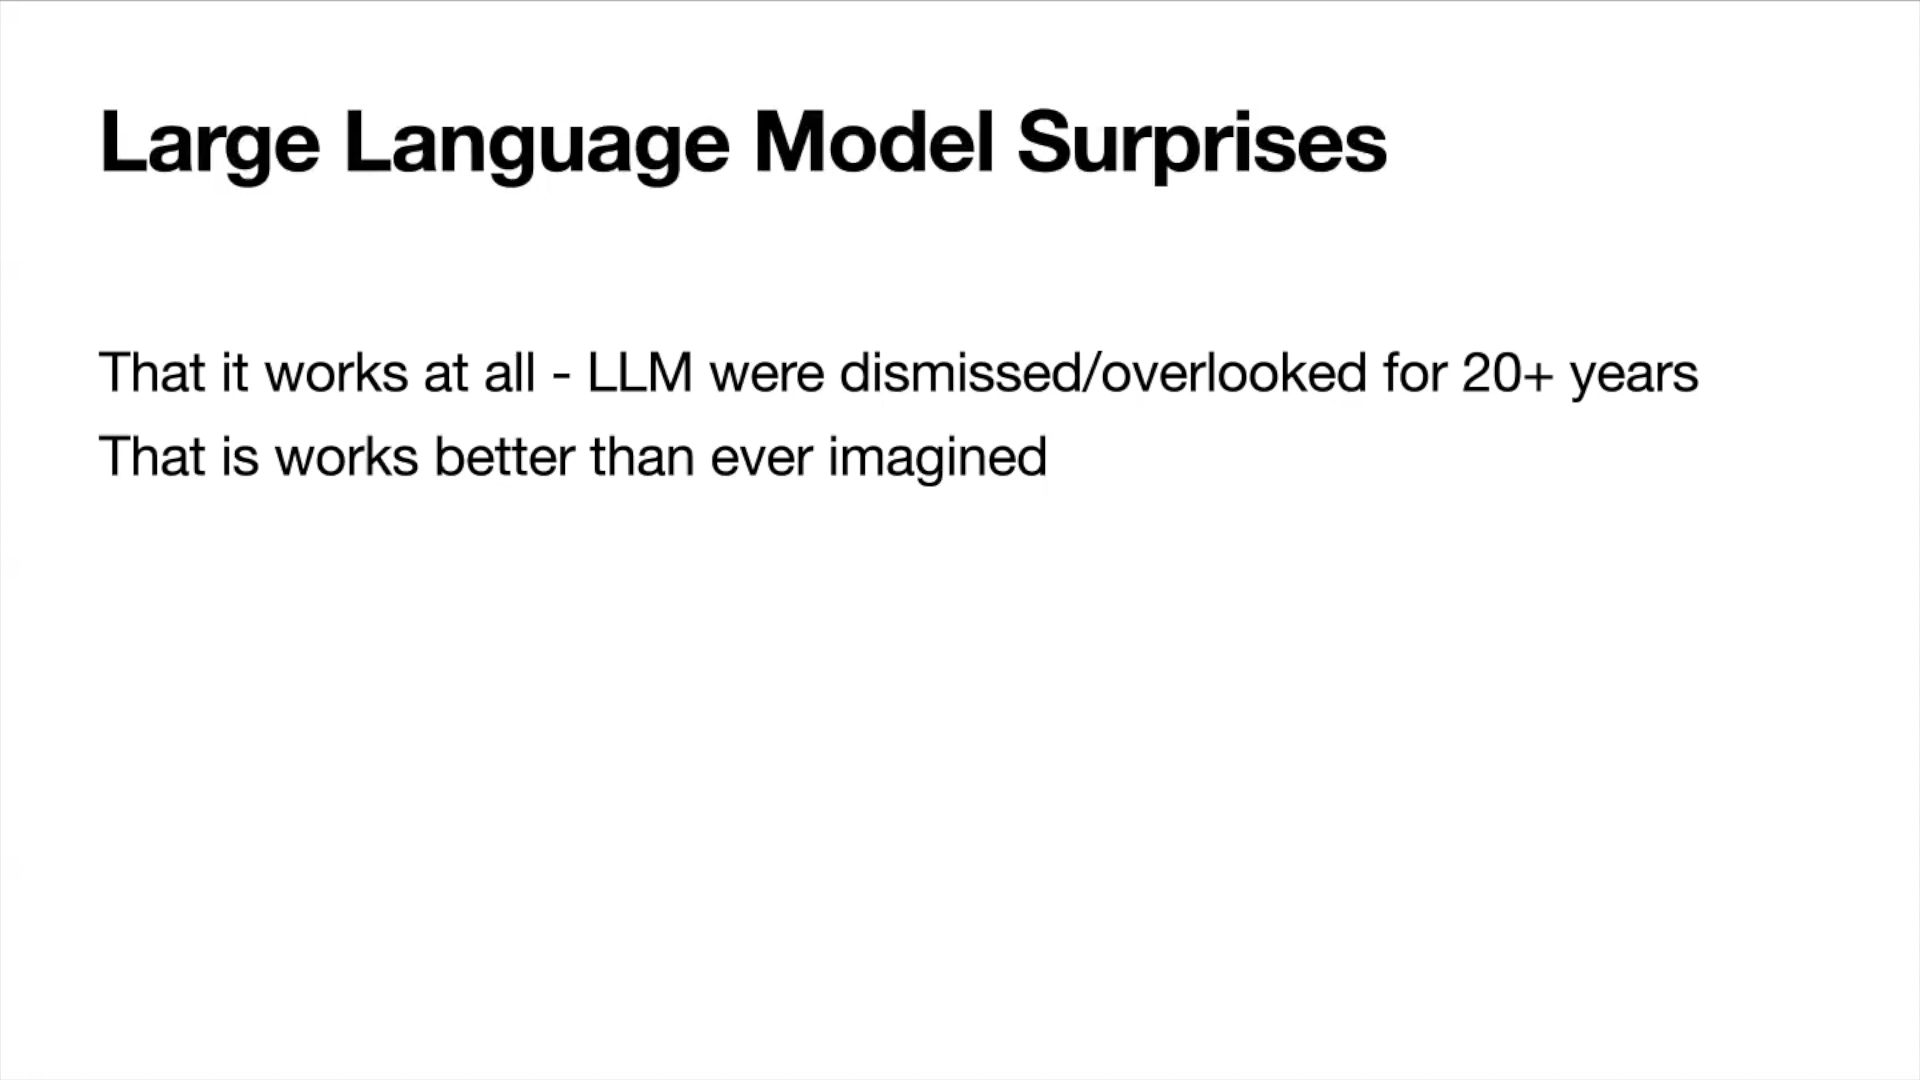 Large Language Model Surprises
That it works at all - LLM were dismissed/overlooked for 20+ years
That is works better than ever imagined